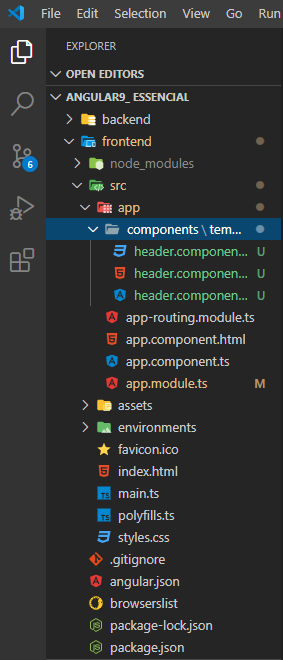 File Edit Selection View Go Run
EXPLORER
OPEN EDITORS
ANGULAR9_ ESSENCIAL
backend
frontend
node_modules
src
app
components \ tem...
header.componen... U
header.componen... U
header.componen... U
app-routing.module.ts
app.component.html
app.component.ts
app.module.ts M
assets
environments
favicon.ico
index.html
main.ts
polyfills.ts
styles.css
6
.gitignore
angular.json
browserslist
package-lock.json
package.json